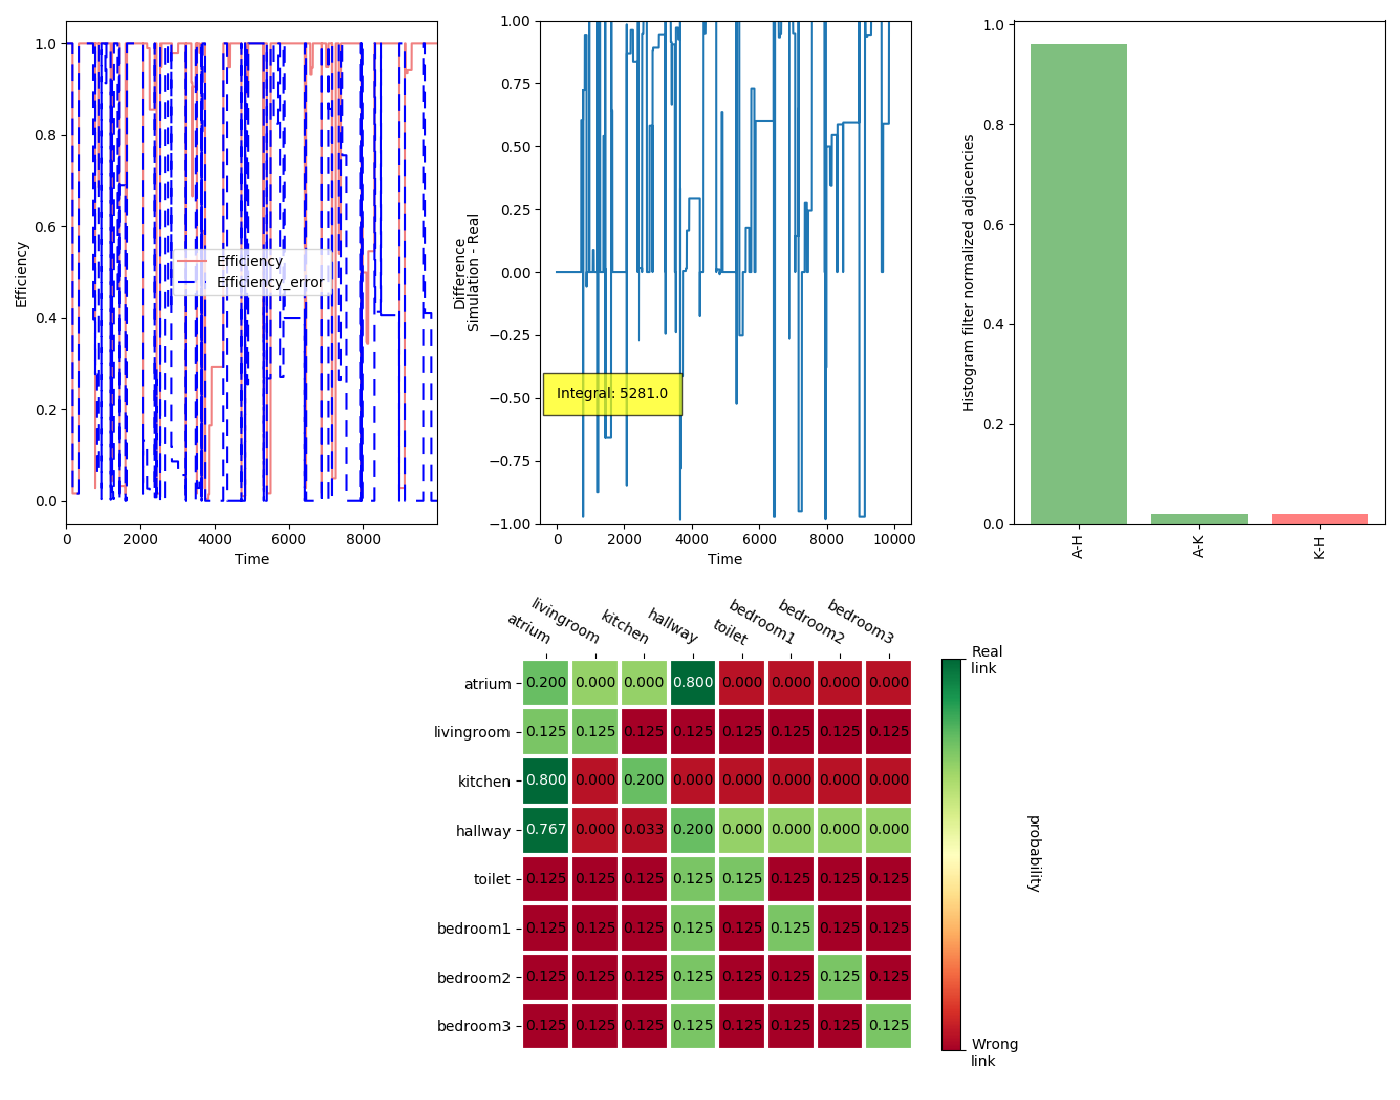 1.0
0.8
0.6
0.4
0.2
0.0
Efficiency
Efficiency
Efficiency_error
0
2000
4000
6000
8000
Time
1.00
0.75
0.50
0.25
0.00
−0.25
−0.50
−0.75
−1.00
Difference
Simulation - Real
Integral: 5281.0
0
2000
4000
6000
8000
10000
Time
1.0
0.8
0.6
0.4
0.2
0.0
Histogram filter normalized adjacencies
A-H
A-K
K-H
atrium
livingroom
kitchen
hallway
toilet
bedroom1
bedroom2
bedroom3
atrium 0.200 0.000 0.000 0.800 0.000 0.000 0.000 0.000
livingroom 0.125 0.125 0.125 0.125 0.125 0.125 0.125 0.125
kitchen 0.800 0.000 0.200 0.000 0.000 0.000 0.000 0.000
hallway 0.767 0.000 0.033 0.200 0.000 0.000 0.000 0.000
toilet 0.125 0.125 0.125 0.125 0.125 0.125 0.125 0.125
bedroom1 0.125 0.125 0.125 0.125 0.125 0.125 0.125 0.125
bedroom2 0.125 0.125 0.125 0.125 0.125 0.125 0.125 0.125
bedroom3 0.125 0.125 0.125 0.125 0.125 0.125 0.125 0.125
Real
link
probability
Wrong
link